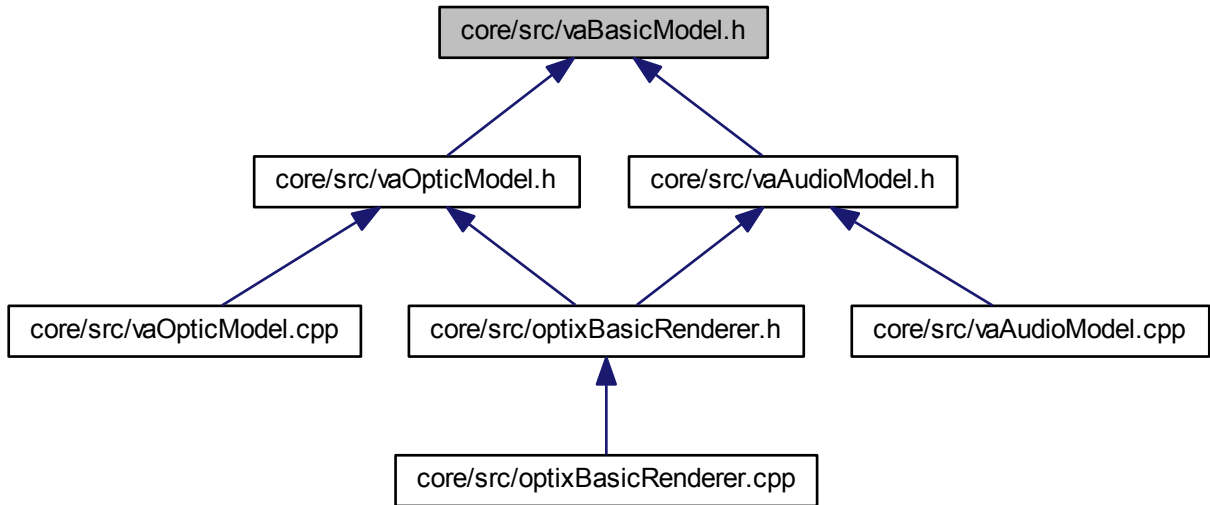 core/src/vaBasicModel.h
core/src/vaOpticModel.h
core/src/vaAudioModel.h
core/src/vaOpticModel.cpp
core/src/optixBasicRenderer.h
core/src/vaAudioModel.cpp
core/src/optixBasicRenderer.cpp